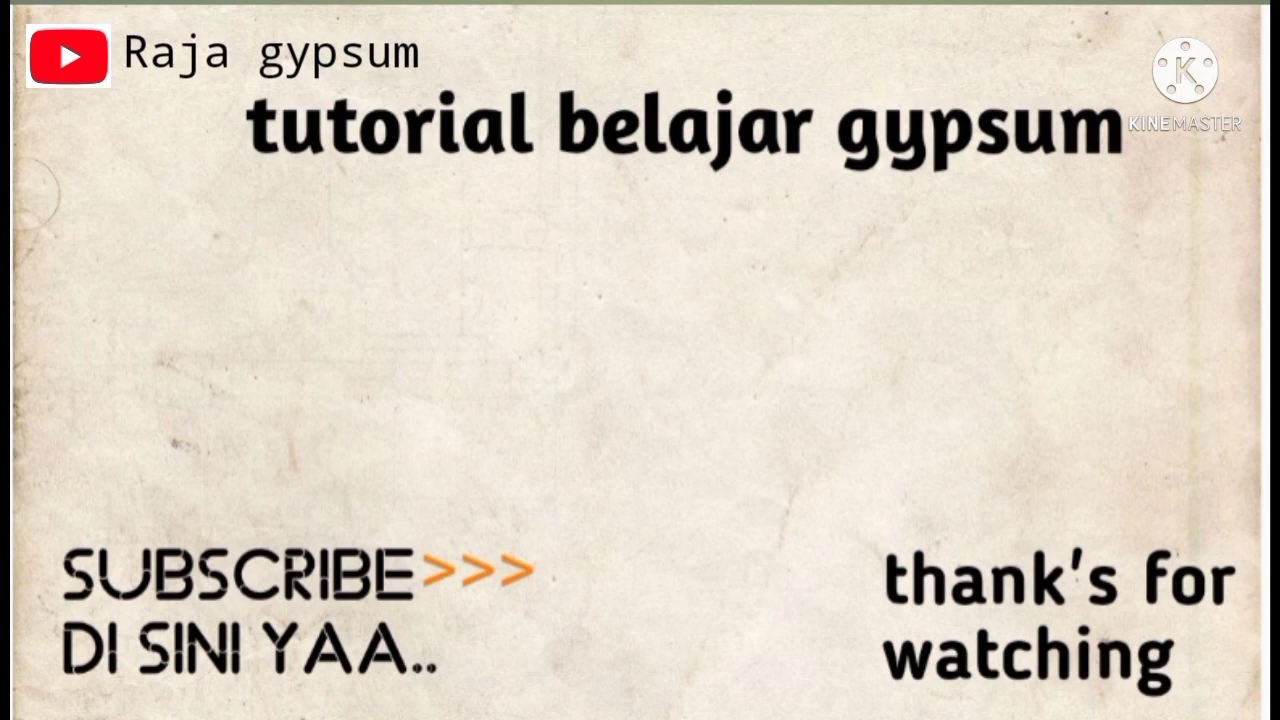 Raja gypsum
tutorial belajar gypsum
KINEMASTER
SUBSCRIBE>>>
DI SINI YAA..
thank's for
watching